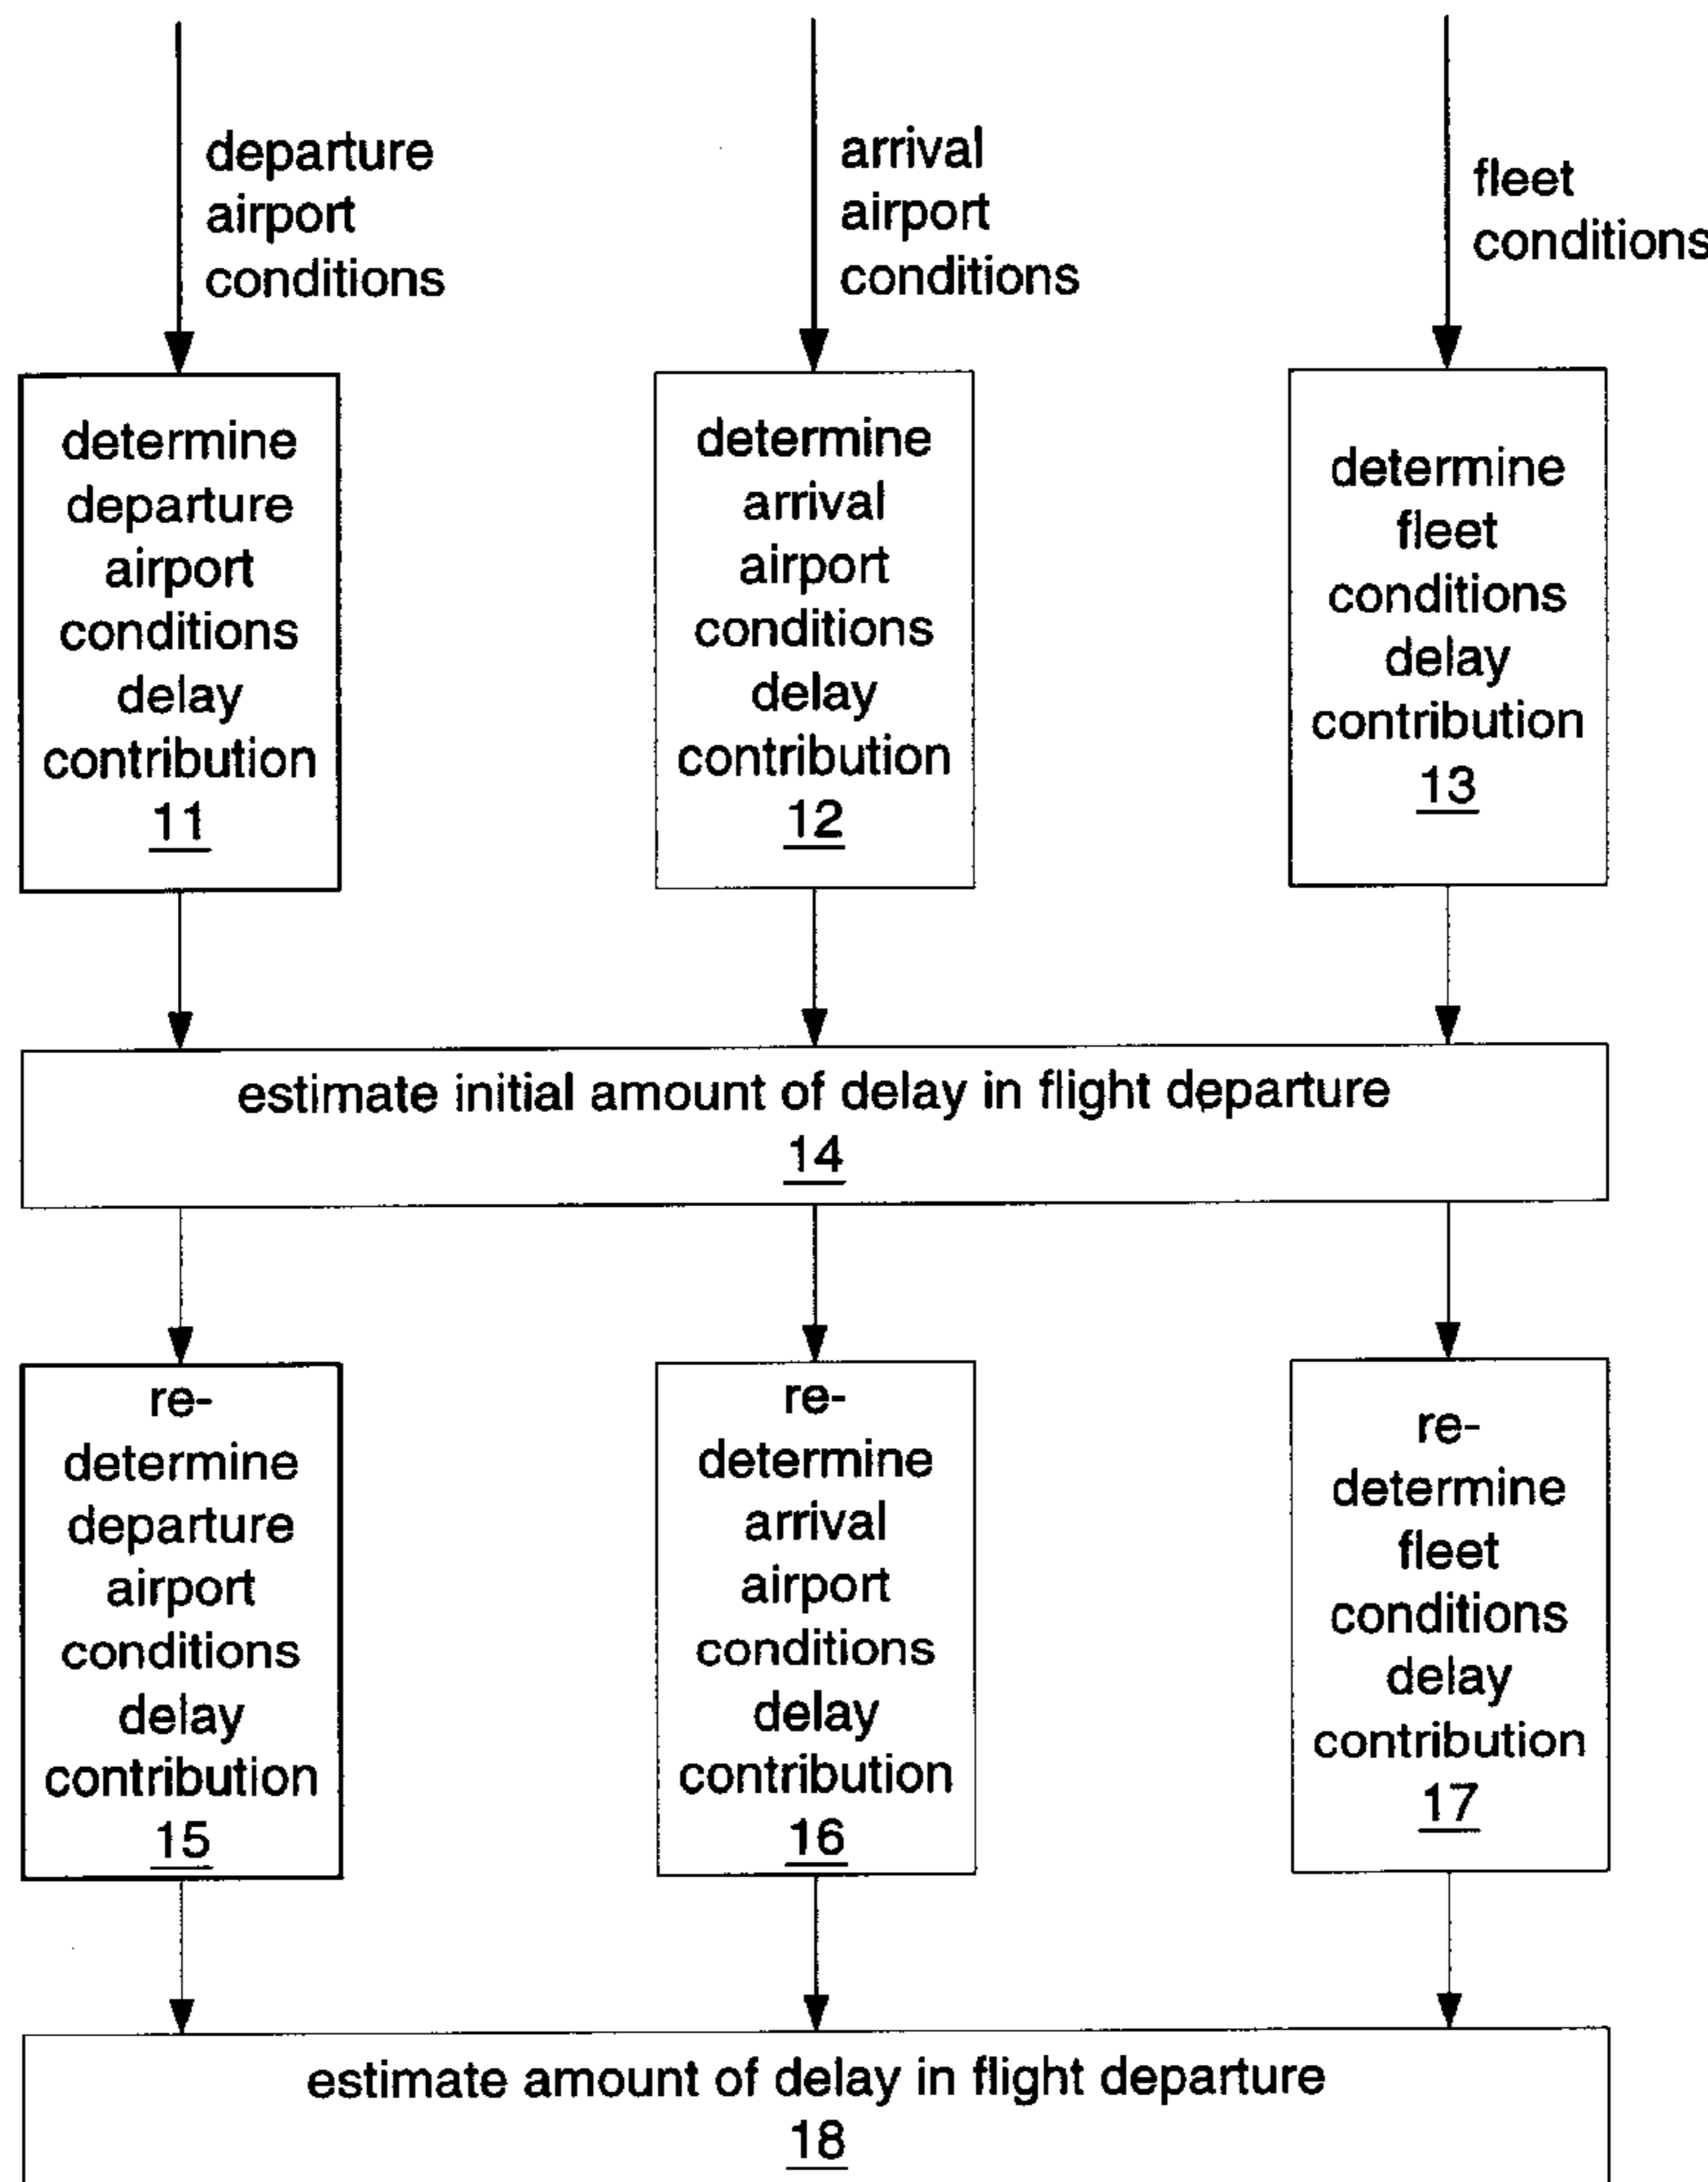 departure
airport
conditions
arrival
airport
conditions
fleet
conditions
determine
departure
airport
conditions
delay
contribution
11
determine
arrival
airport
conditions
delay
contribution
12
determine
fleet
conditions
delay
contribution
13
estimate initial amount of delay in flight departure
14
re-
determine
departure
airport
conditions
delay
contribution
15
re-
determine
arrival
airport
conditions
delay
contribution
16
re-
determine
fleet
conditions
delay
contribution
17
estimate amount of delay in flight departure
18